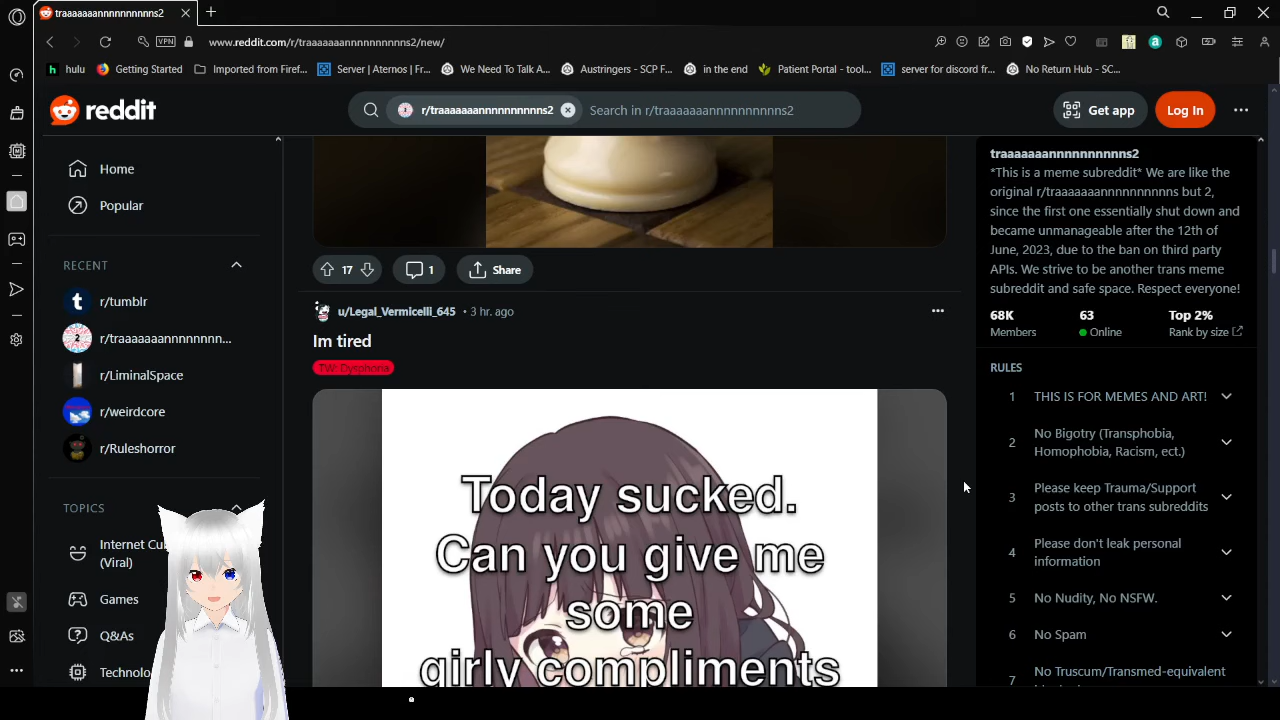 traaaaaaannnnnnnnnns2
VPN
www.reddit.com/r/traaaaaaannnnnnnnnns2/new/
hulu
Getting Started
Imported from Firef...
Server | Aternos | Fr...
We Need To Talk A...
Austringers - SCP F...
in the end
Patient Portal - tool...
server for discord fr...
No Return Hub - SC...
reddit
r/traaaaaaannnnnnnnnns2
Search in r/traaaaaaannnnnnnnnns2
Get app
Log In
Home
Popular
RECENT
r/tumblr
r/traaaaaaannnnnnn...
r/LiminalSpace
r/weirdcore
r/Ruleshorror
TOPICS
Internet Cu
(Viral)
Games
Q&As
Technolo
17
1
Share
u/Legal_Vermicelli_645 • 3 hr. ago
Im tired
TW: Dysphoria
Today sucked.
Can you give me
some
girly compliments
traaaaaaannnnnnnnnns2
*This is a meme subreddit* We are like the
original r/traaaaaaannnnnnnnnns but 2,
since the first one essentially shut down and
became unmanageable after the 12th of
June, 2023, due to the ban on third party
APIs. We strive to be another trans meme
subreddit and safe space. Respect everyone!
68K
Members
63
Online
Top 2%
Rank by size
RULES
1 THIS IS FOR MEMES AND ART!
2 No Bigotry (Transphobia,
Homophobia, Racism, ect.)
3 Please keep Trauma/Support
posts to other trans subreddits
4 Please don't leak personal
information
5 No Nudity, No NSFW.
6 No Spam
7 No Truscum/Transmed-equivalent